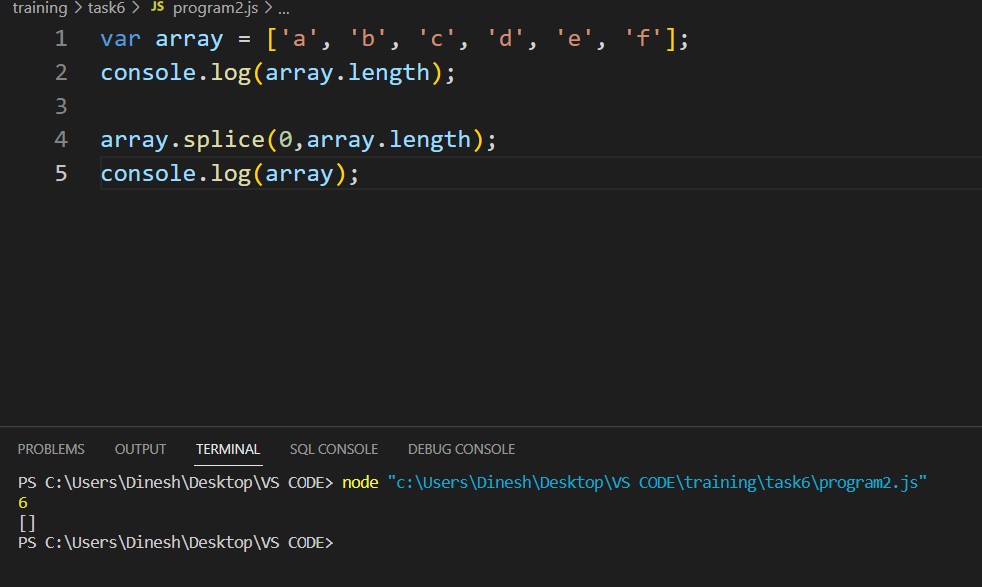 training > task6 > JS program2.js > ...
1 var array = ['a', 'b', 'c', 'd', 'e', 'f'];
2 console.log(array.length);
3
4 array.splice(0,array.length);
5 console.log(array);
PROBLEMS OUTPUT TERMINAL SQL CONSOLE DEBUG CONSOLE
PS C:\Users\Dinesh\Desktop\VS CODE> node "c:\Users\Dinesh\Desktop\VS CODE\training\task6\program2.js"
6
[]
PS C:\Users\Dinesh\Desktop\VS CODE>